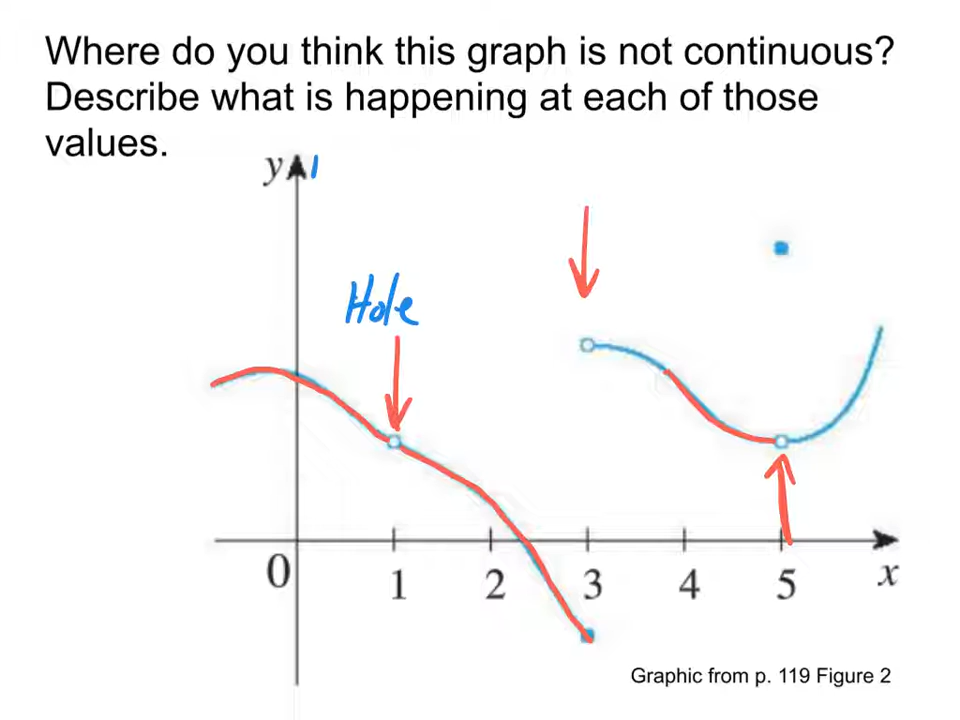 Where do you think this graph is not continuous?
Describe what is happening at each of those
values.
y
Hole
0
1
2
3
4
5
x
Graphic from p. 119 Figure 2